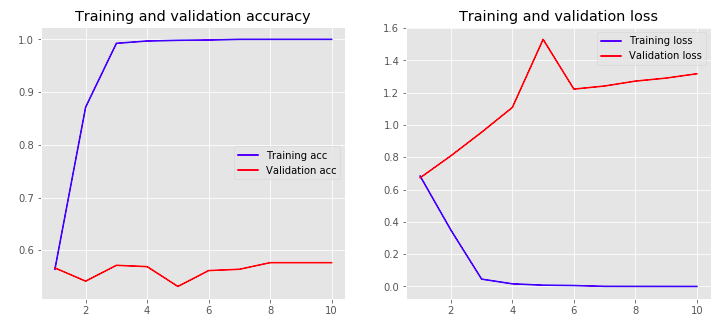 Training and validation accuracy
1.0
0.9
0.8
0.7
0.6
Training acc
Validation acc
2 4 6 8 10
Training and validation loss
1.6
1.4
1.2
1.0
0.8
0.6
0.4
0.2
0.0
Training loss
Validation loss
2 4 6 8 10